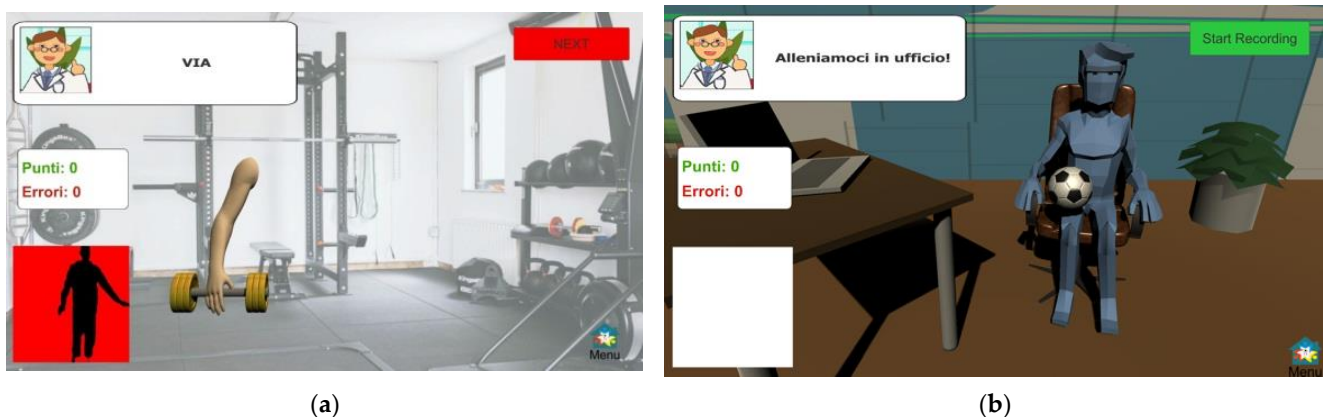 VIA
NEXT
Punti: 0
Errori: 0
Menu
(a)
Alleniamoci in ufficio!
Start Recording
Punti: 0
Errori: 0
Menu
(b)